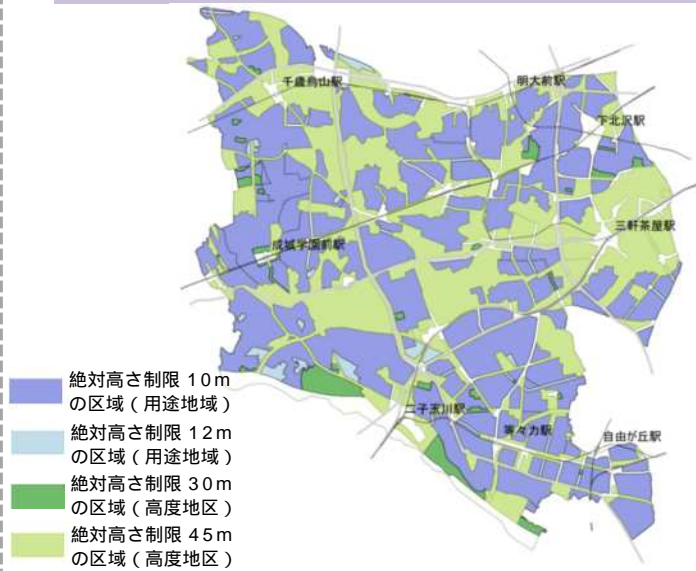 千歳烏山駅
明大前駅
下北沢駅
三軒茶屋駅
成城学園前駅
二子玉川駅
等々力駅
自由が丘駅
絶対高さ制限 10m
の区域（用途地域）
絶対高さ制限 12m
の区域（用途地域）
絶対高さ制限 30m
の区域（高度地区）
絶対高さ制限 45m
の区域（高度地区）